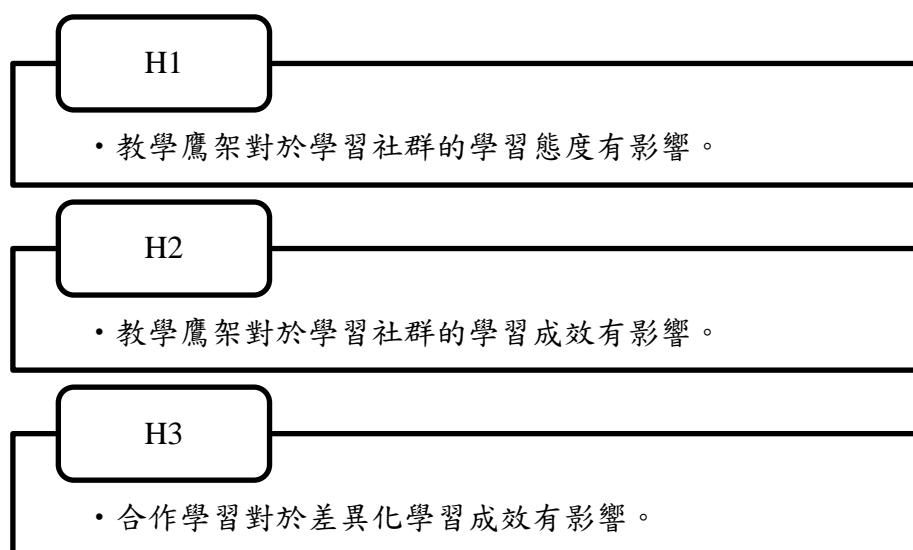 H1
・教學鷹架對於學習社群的學習態度有影響。
H2
・教學鷹架對於學習社群的學習成效有影響。
H3
・合作學習對於差異化學習成效有影響。